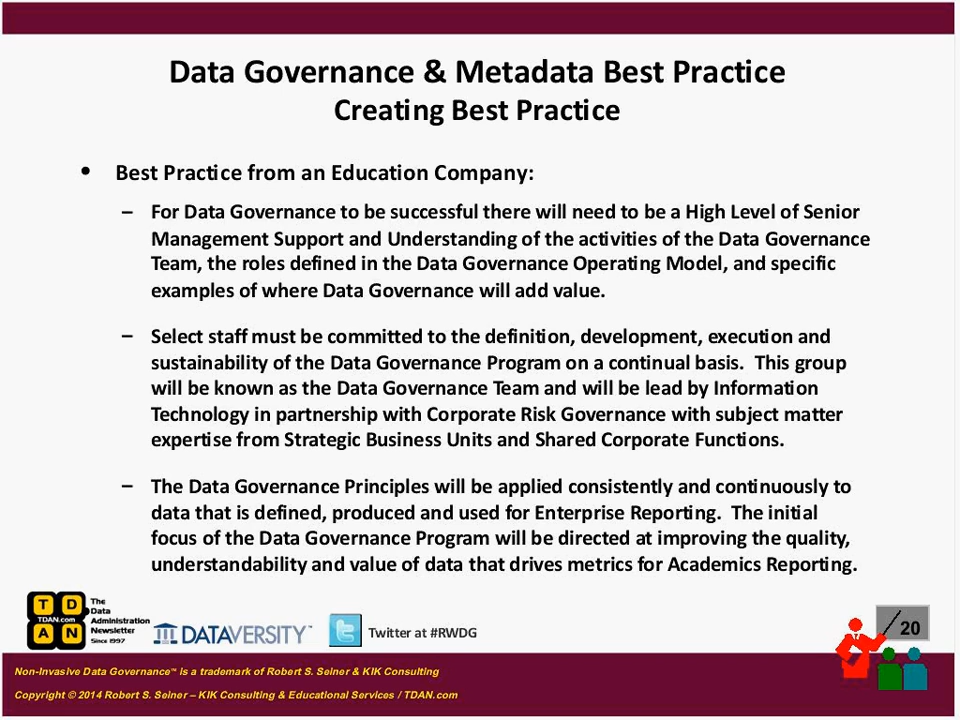 Data Governance & Metadata Best Practice
Creating Best Practice
• Best Practice from an Education Company:
– For Data Governance to be successful there will need to be a High Level of Senior
Management Support and Understanding of the activities of the Data Governance
Team, the roles defined in the Data Governance Operating Model, and specific
examples of where Data Governance will add value.
– Select staff must be committed to the definition, development, execution and
sustainability of the Data Governance Program on a continual basis.  This group
will be known as the Data Governance Team and will be lead by Information
Technology in partnership with Corporate Risk Governance with subject matter
expertise from Strategic Business Units and Shared Corporate Functions.
– The Data Governance Principles will be applied consistently and continuously to
data that is defined, produced and used for Enterprise Reporting.  The initial
focus of the Data Governance Program will be directed at improving the quality,
understandability and value of data that drives metrics for Academics Reporting.
T D
TDAN.com
A N
The
Data
Administration
Newsletter
Since 1997
DATAVERSITY™
Twitter at #RWDG
20
Non-Invasive Data Governance™ is a trademark of Robert S. Seiner & KIK Consulting
Copyright © 2014 Robert S. Seiner – KIK Consulting & Educational Services / TDAN.com